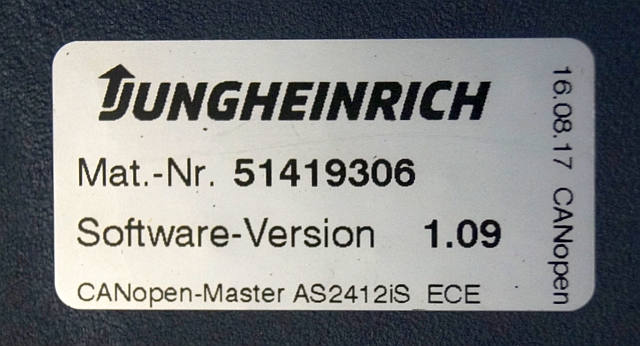 JUNGHEINRICH
Mat.-Nr. 51419306
Software-Version 1.09
CANopen-Master AS2412iS ECE
16.08.17 CANopen